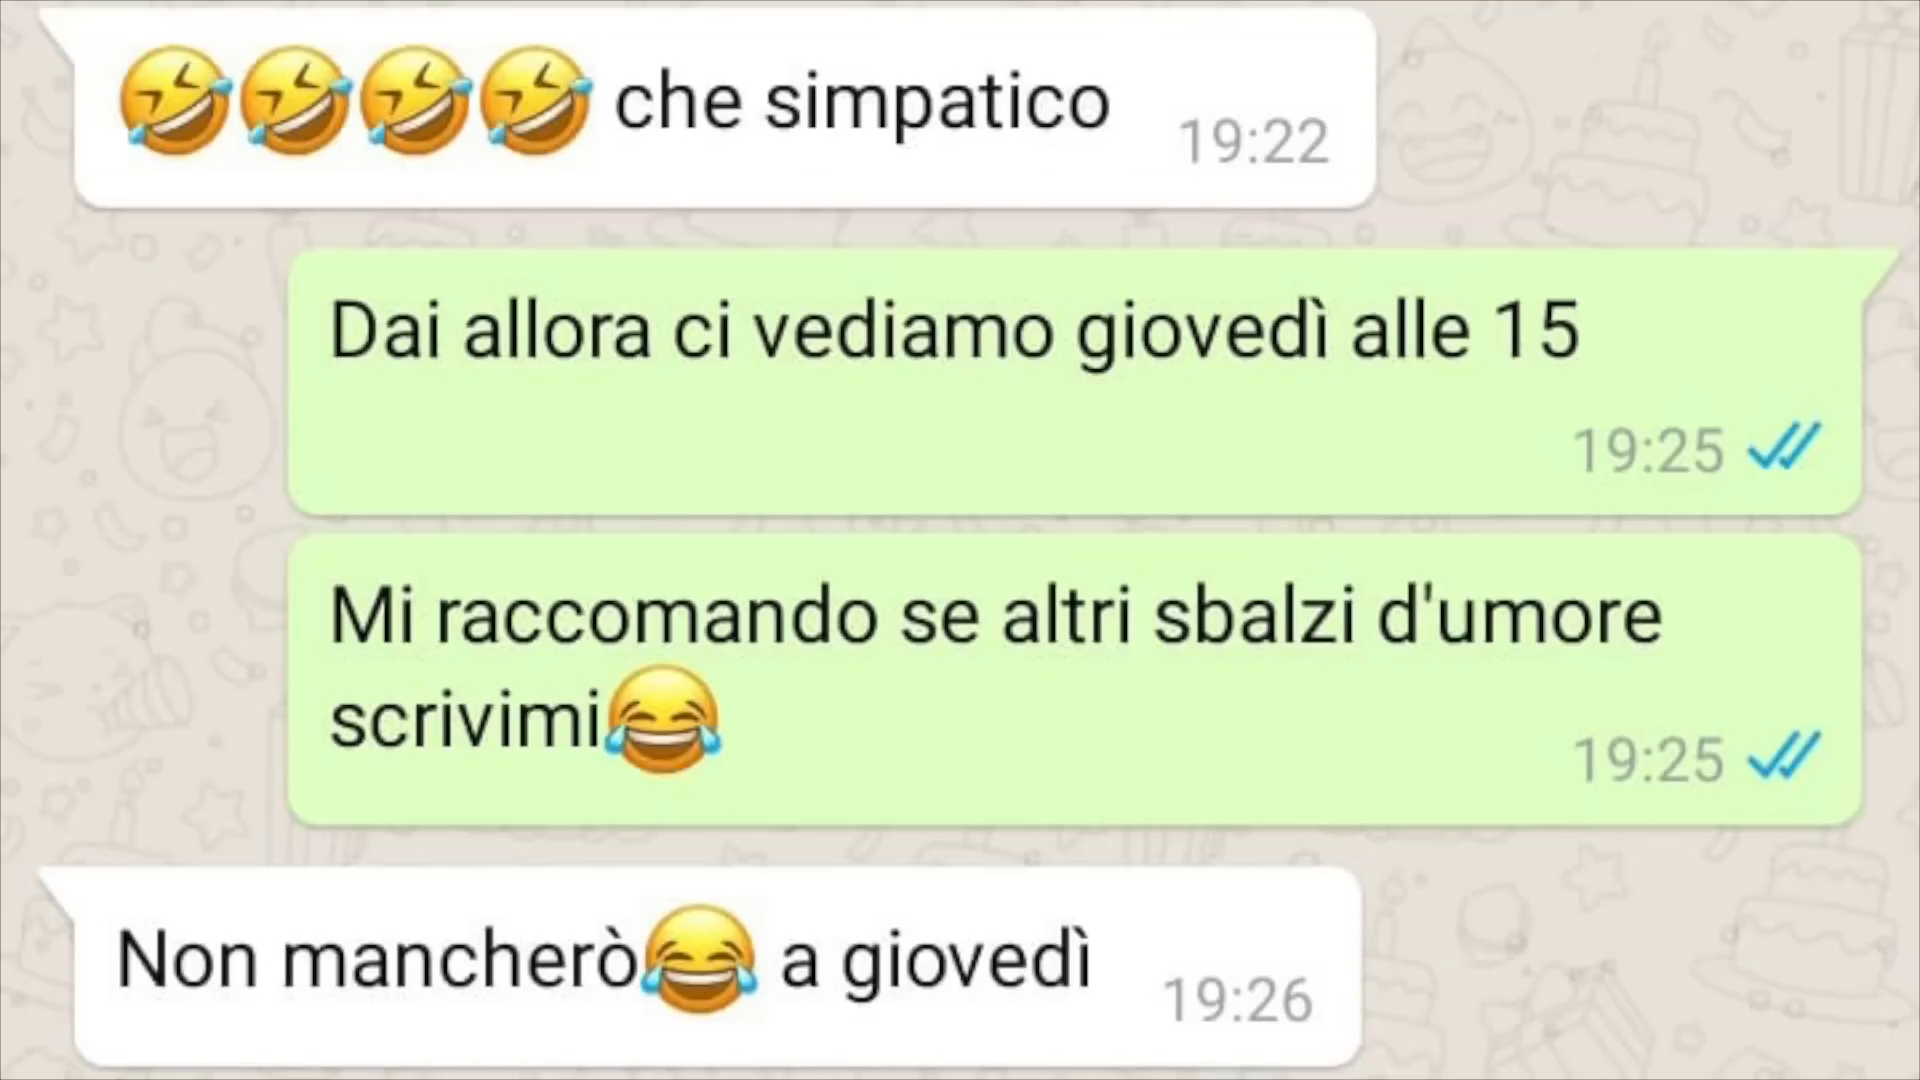 🤣🤣🤣🤣 che simpatico
19:22
Dai allora ci vediamo giovedì alle 15
19:25
Mi raccomando se altri sbalzi d'umore
scrivimi😂
19:25
Non mancherò😂 a giovedì
19:26